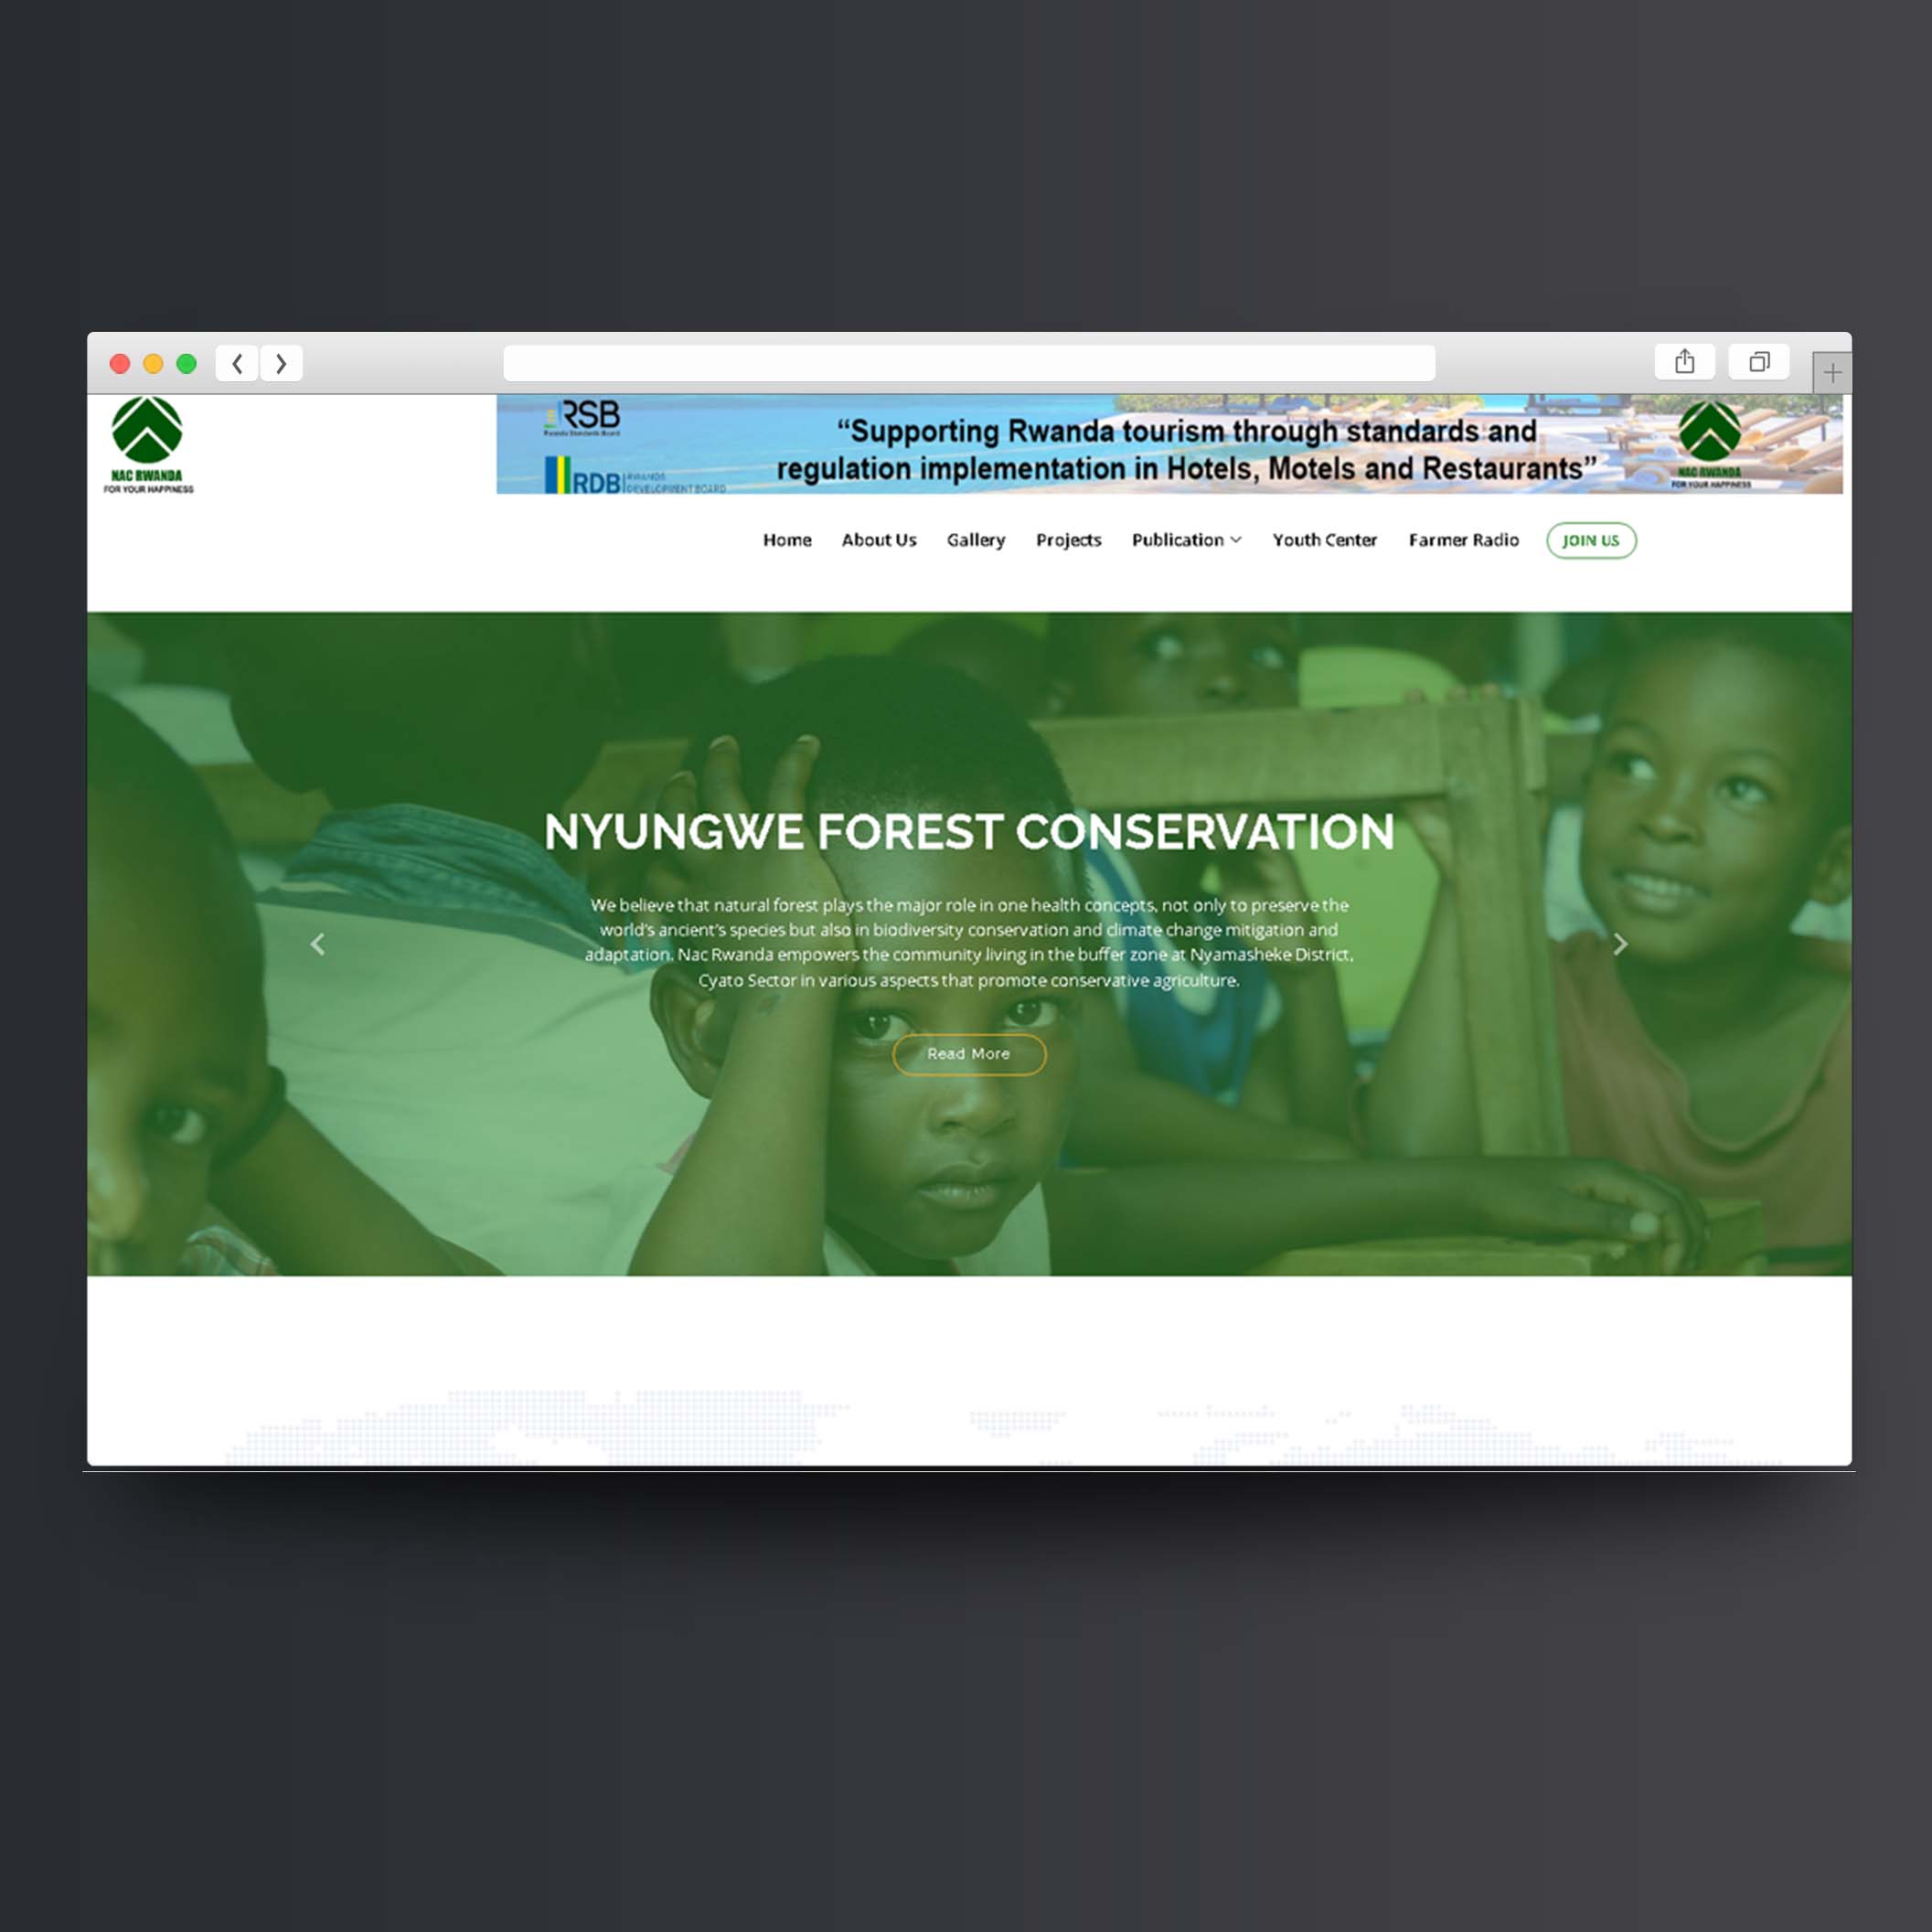 NAC RWANDA
FOR YOUR HAPPINESS
RSB
Rwanda Standards Board
RDB
RWANDA
DEVELOPMENT BOARD
“Supporting Rwanda tourism through standards and
regulation implementation in Hotels, Motels and Restaurants”
NAC RWANDA
FOR YOUR HAPPINESS
Home About Us Gallery Projects Publication Youth Center Farmer Radio JOIN US
NYUNGWE FOREST CONSERVATION
We believe that natural forest plays the major role in one health concepts, not only to preserve the
world's ancient's species but also in biodiversity conservation and climate change mitigation and
adaptation. Nac Rwanda empowers the community living in the buffer zone at Nyamasheke District,
Cyato Sector in various aspects that promote conservative agriculture.
Read More